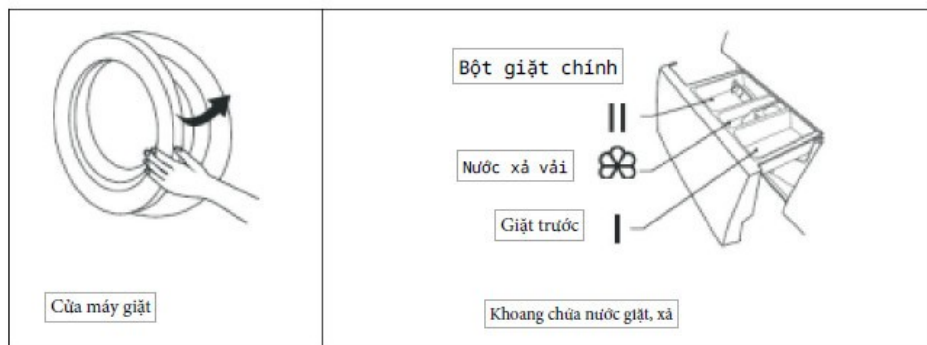 Cửa máy giặt
Bột giặt chính
II
Nước xả vải
Giặt trước
I
Khoang chứa nước giặt, xả